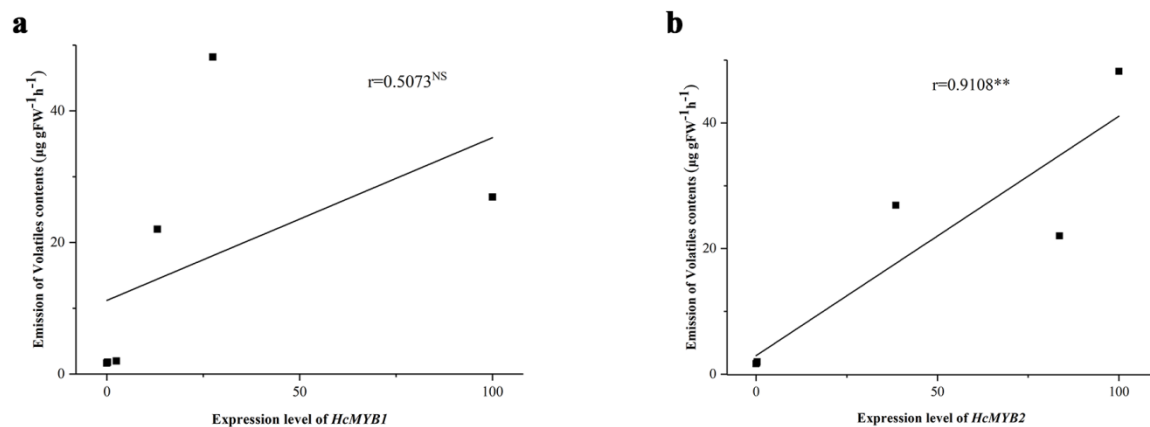 a
r=0.5073^NS
Emission of Volatiles contents (μg gFW⁻¹h⁻¹)
40
20
0
0 50 100
Expression level of HcMYB1
b
r=0.9108**
Emission of Volatiles contents (μg gFW⁻¹h⁻¹)
40
20
0
0 50 100
Expression level of HcMYB2